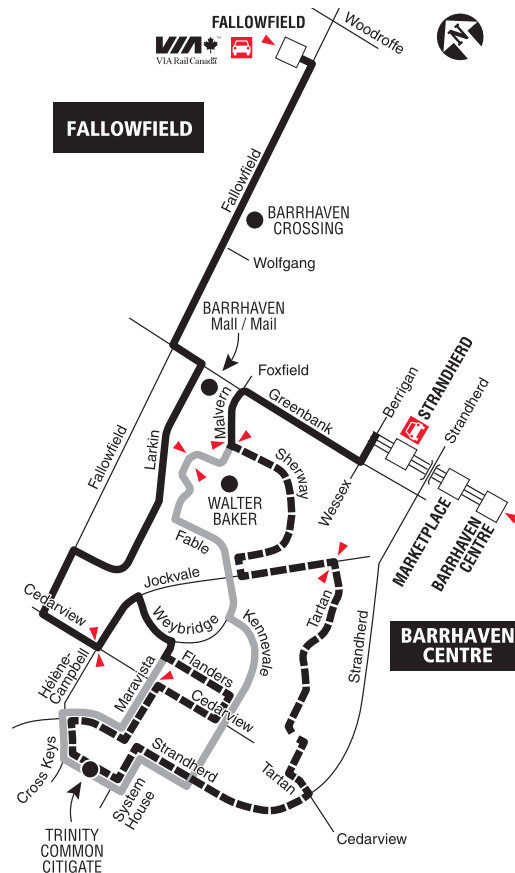 FALLOWFIELD
Woodroffe
N
VIA
VIA Rail Canada
FALLOWFIELD
Fallowfield
BARRHAVEN
CROSSING
Wolfgang
BARRHAVEN
Mall / Mail
Foxfield
Malvern
Greenbank
Berrigan
STRANDHERD
Strandherd
Fallowfield
Larkin
Sherway
WALTER
BAKER
Wessex
MARKETPLACE
BARRHAVEN
CENTRE
Fable
Jockvale
Cedarview
Weybridge
Kennevale
Tartan
Strandherd
BARRHAVEN
CENTRE
Hélène-
Campbell
Maravista
Flanders
Cedarview
Cross Keys
Strandherd
System
House
Tartan
TRINITY
COMMON
CITIGATE
Cedarview